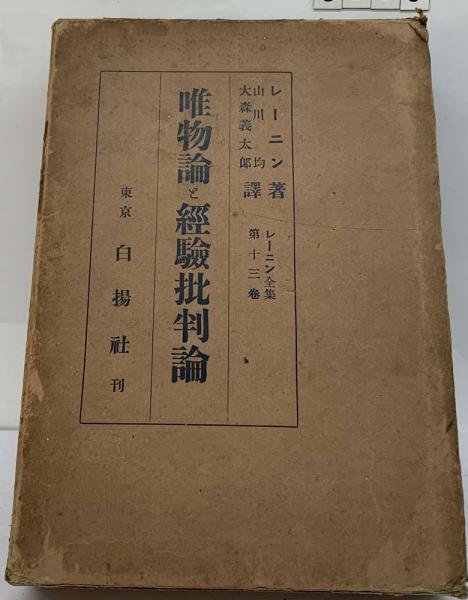 レーニン著
山川均
大森義太郎
譯
レーニン全集
第十三卷
唯物論と經驗批判論
東京 白揚社刊